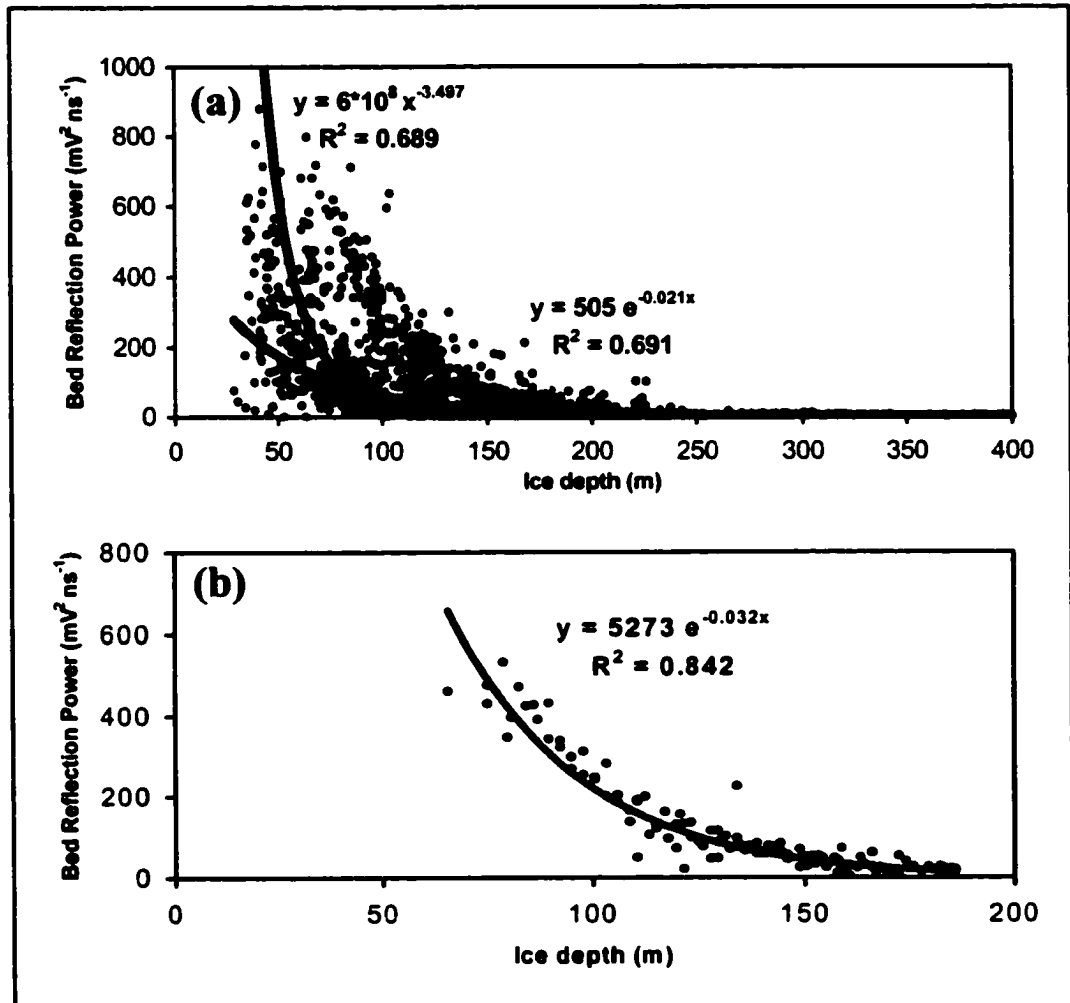 (a)
y = 6*10⁸ x⁻³·⁴⁹⁷
R² = 0.689
y = 505 e⁻⁰·⁰²¹ˣ
R² = 0.691
Bed Reflection Power (mV² ns⁻¹)
1000
800
600
400
200
0
0 50 100 150 200 250 300 350 400
Ice depth (m)
(b)
y = 5273 e⁻⁰·⁰³²ˣ
R² = 0.842
Bed Reflection Power (mV² ns⁻¹)
800
600
400
200
0
0 50 100 150 200
Ice depth (m)